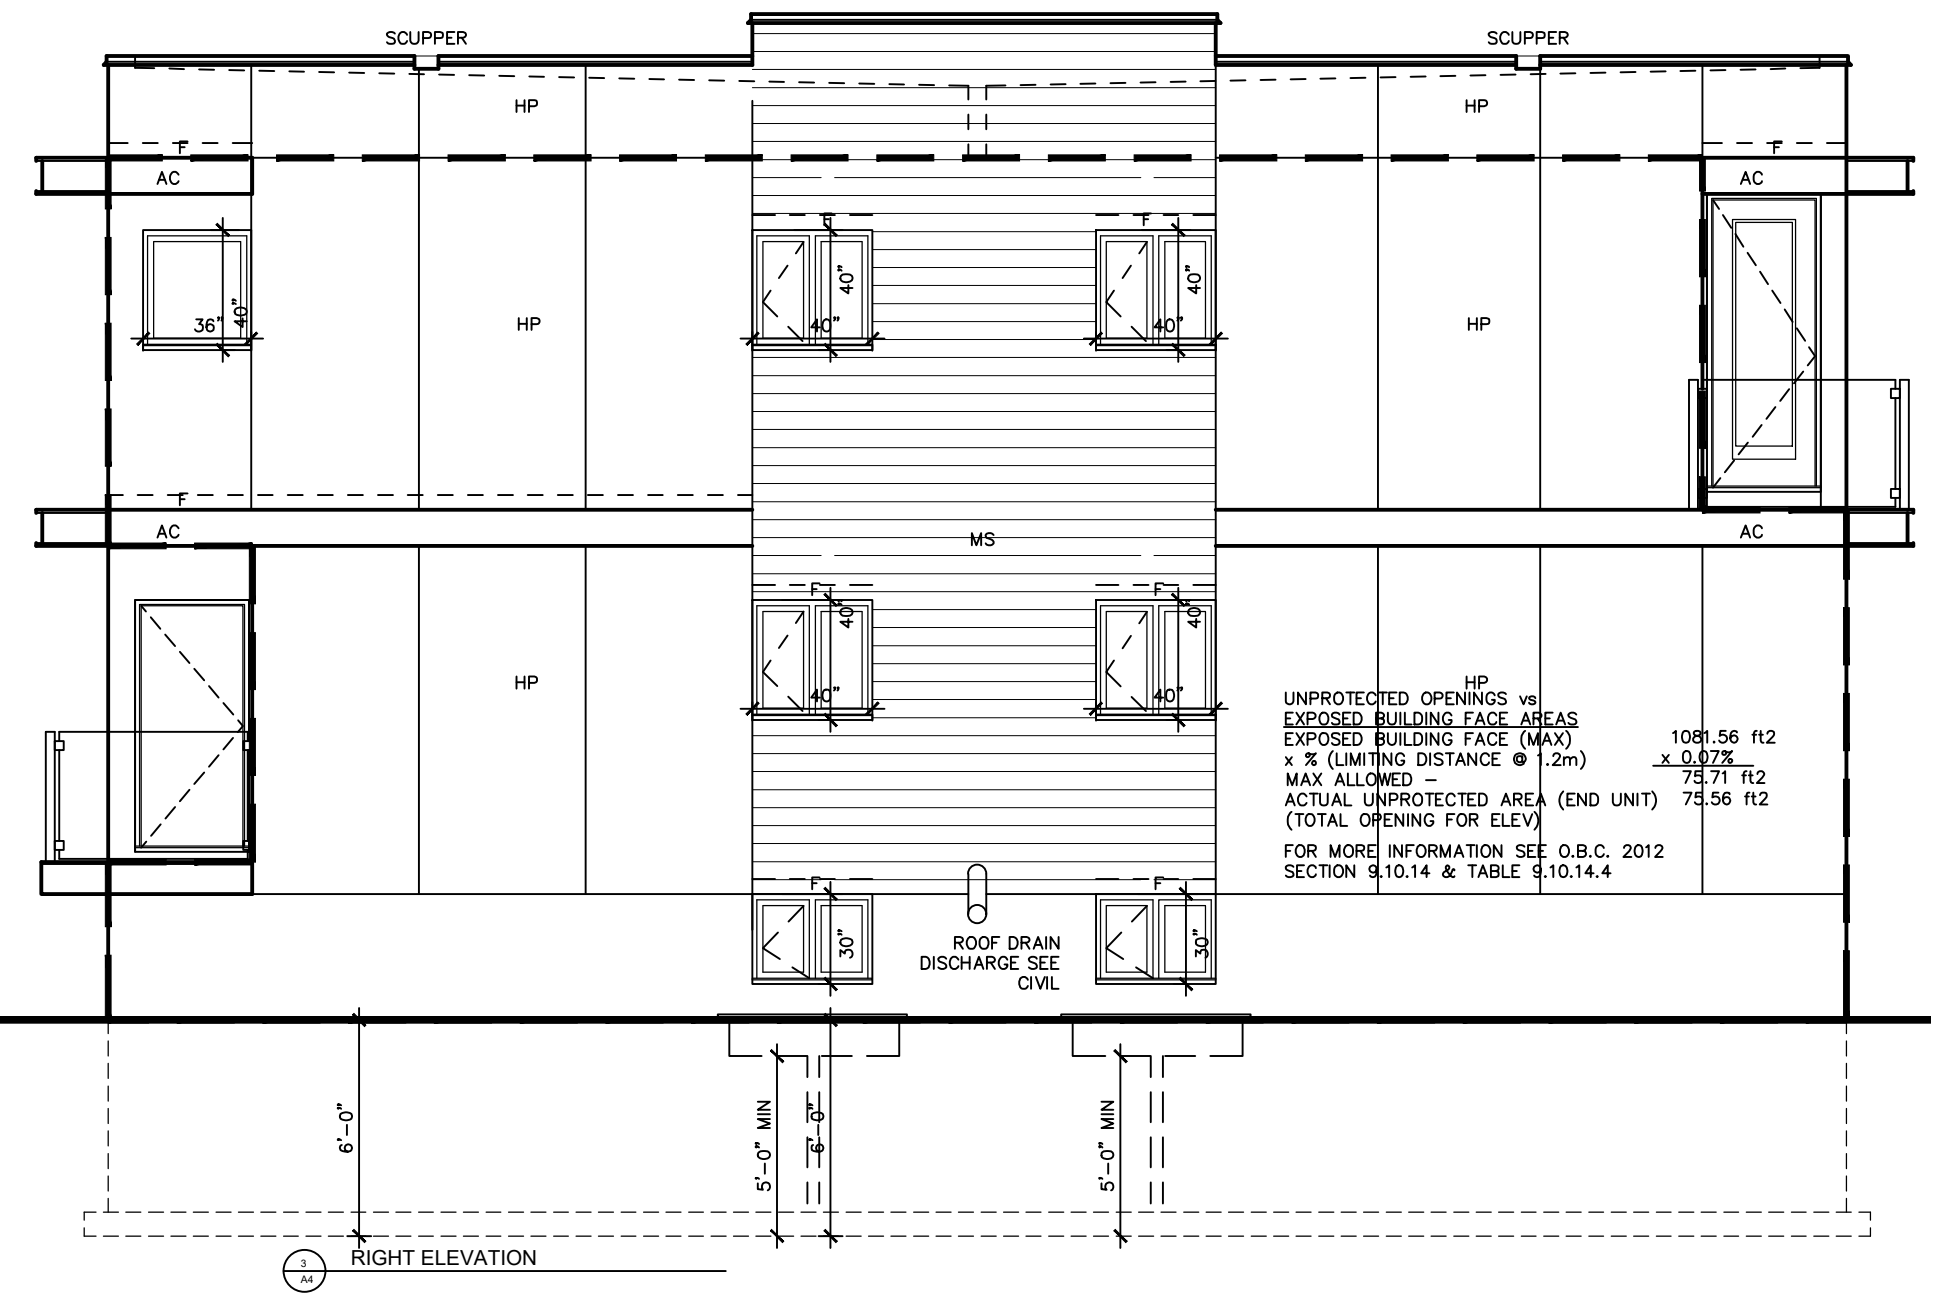 SCUPPER
SCUPPER
HP
HP
F
F
AC
AC
F
F
40"
40"
36"
40"
40"
40"
HP
HP
F
AC
MS
AC
F
F
40"
40"
40"
40"
HP
HP
UNPROTECTED OPENINGS vs
EXPOSED BUILDING FACE AREAS
EXPOSED BUILDING FACE (MAX) 1081.56 ft2
x % (LIMITING DISTANCE @ 1.2m) x 0.07%
MAX ALLOWED – 75.71 ft2
ACTUAL UNPROTECTED AREA (END UNIT) 75.56 ft2
(TOTAL OPENING FOR ELEV)
FOR MORE INFORMATION SEE O.B.C. 2012
SECTION 9.10.14 & TABLE 9.10.14.4
F
F
30"
30"
ROOF DRAIN
DISCHARGE SEE
CIVIL
6'-0"
5'-0" MIN
6'-0"
5'-0" MIN
3
A4
RIGHT ELEVATION